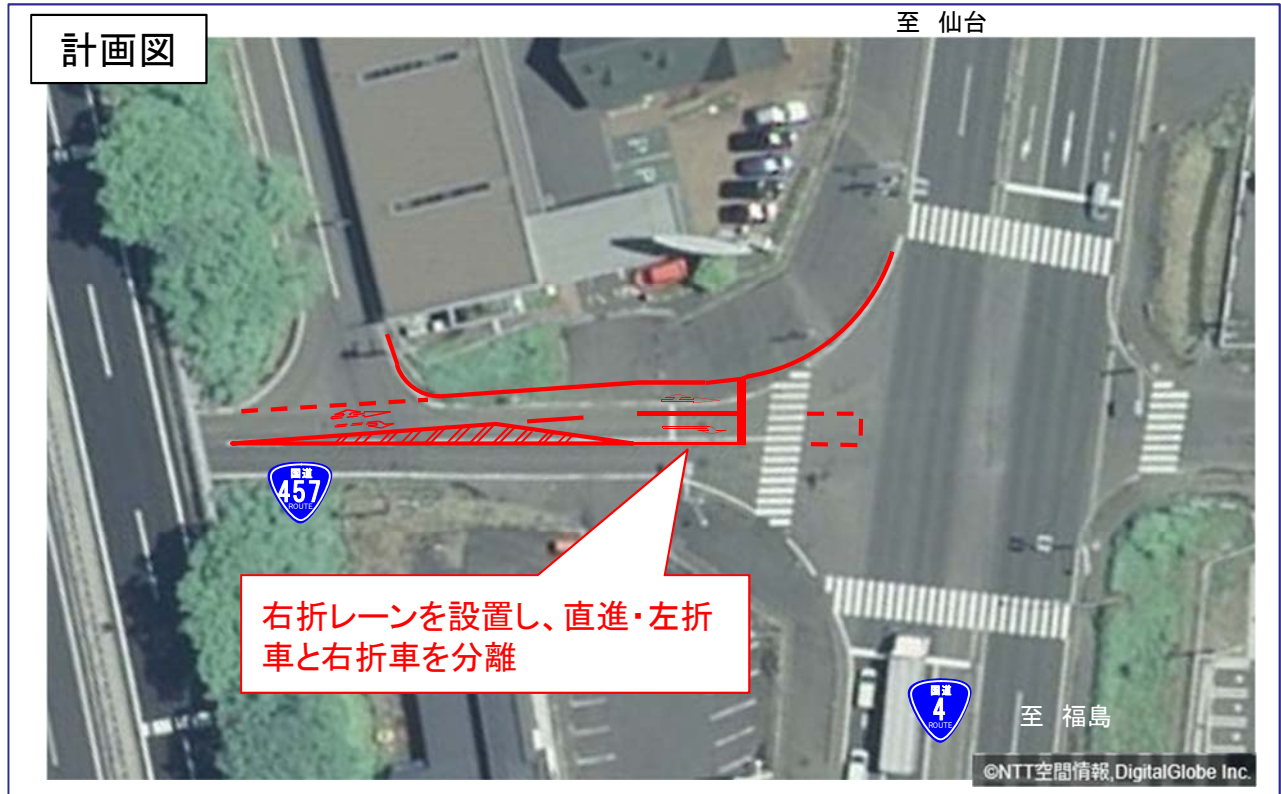 計画図
至 仙台
P
P
国道
457
ROUTE
右折レーンを設置し、直進・左折
車と右折車を分離
国道
4
ROUTE
至 福島
©NTT空間情報,DigitalGlobe Inc.